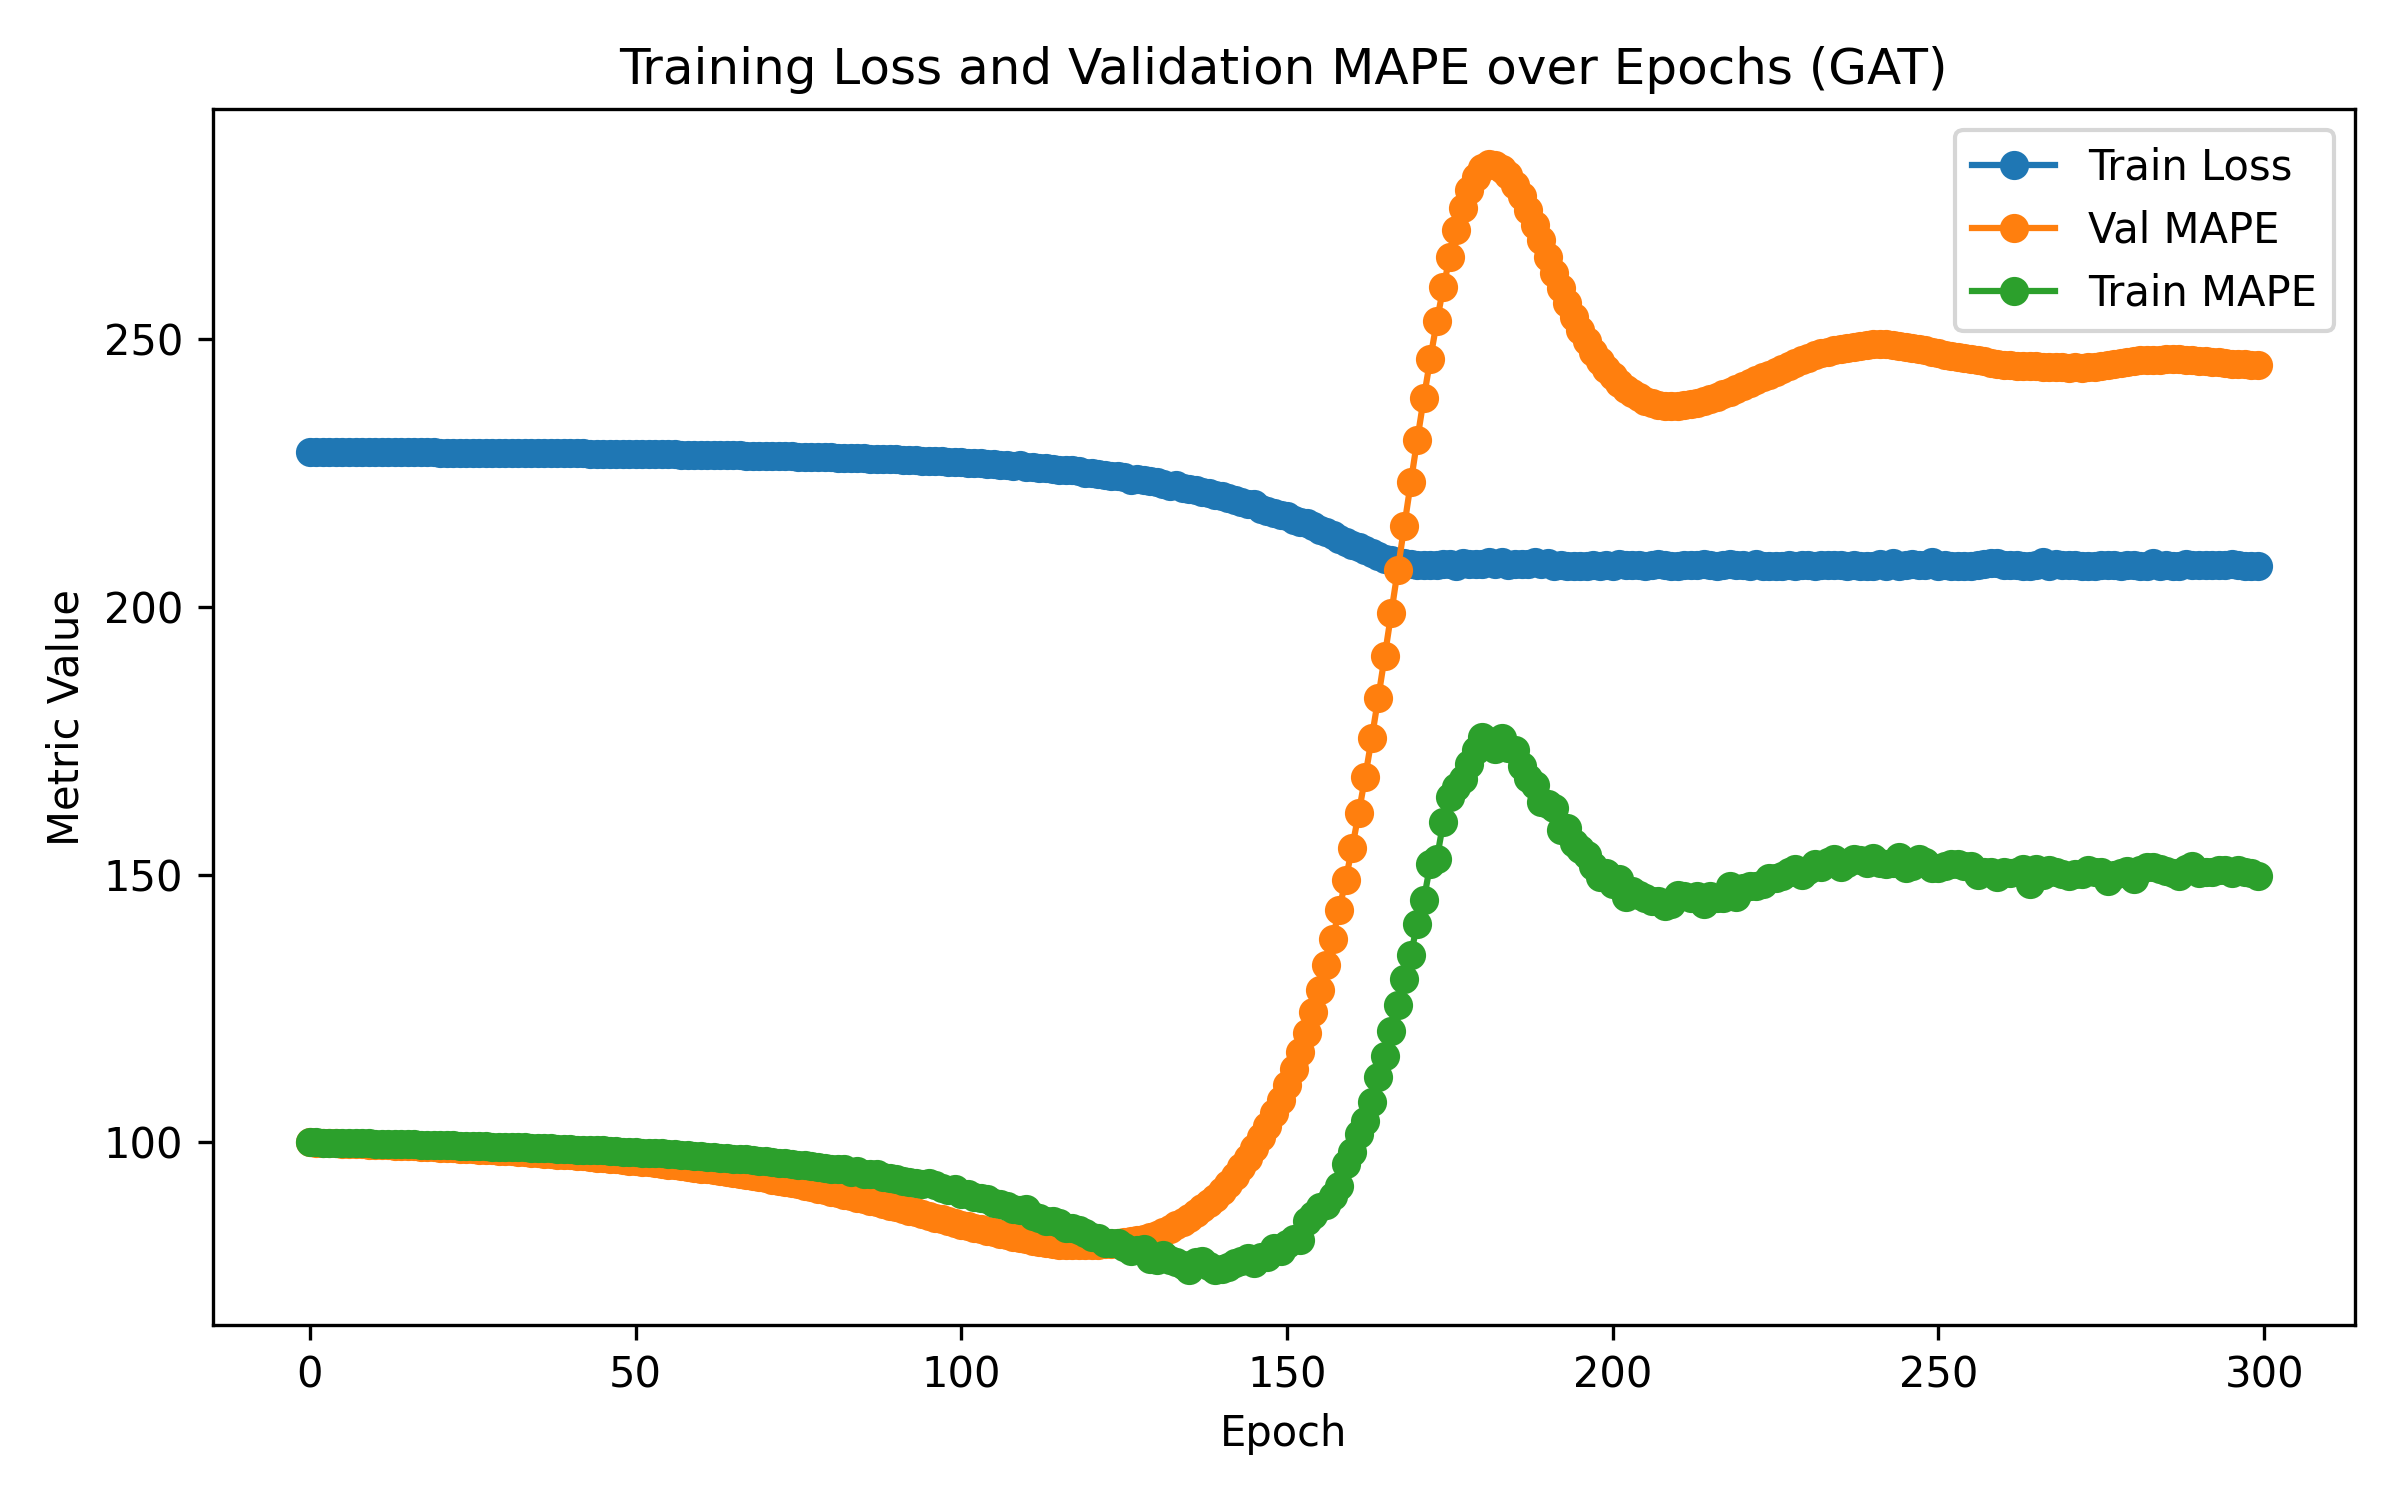 Training Loss and Validation MAPE over Epochs (GAT)
Train Loss
Val MAPE
Train MAPE
Metric Value
250
200
150
100
0 50 100 150 200 250 300
Epoch